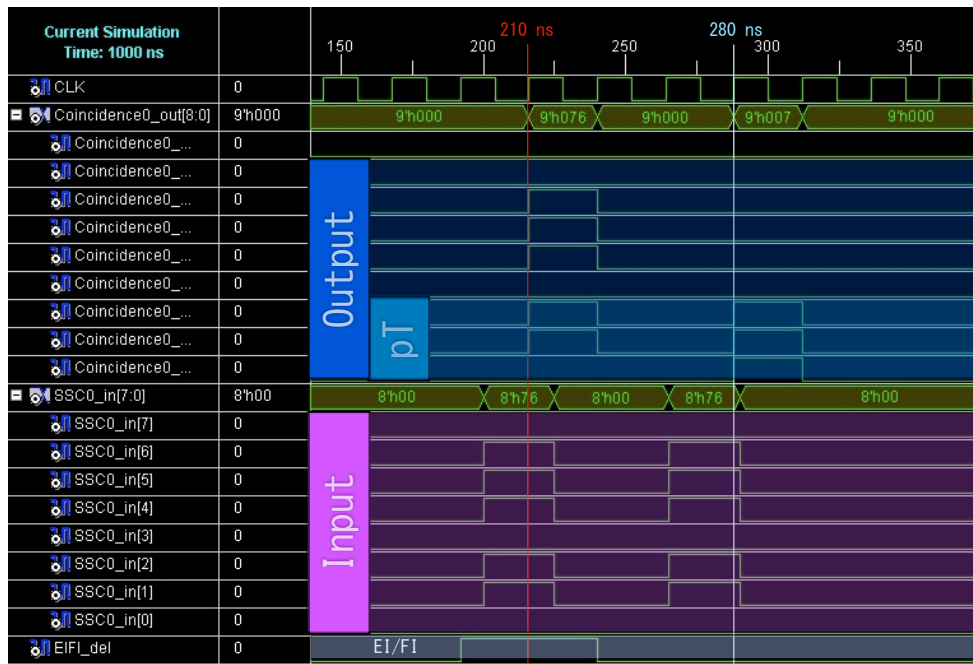 Current Simulation
Time: 1000 ns
210 ns
280 ns
150
200
250
300
350
CLK
0
Coincidence0_out[8:0]
9'h000
9'h000
9'h076
9'h000
9'h007
9'h000
Coincidence0_...
0
Coincidence0_...
0
Coincidence0_...
0
Coincidence0_...
0
Coincidence0_...
0
Coincidence0_...
0
Coincidence0_...
0
Coincidence0_...
0
Coincidence0_...
0
Output
pT
SSC0_in[7:0]
8'h00
8'h00
8'h76
8'h00
8'h76
8'h00
SSC0_in[7]
0
SSC0_in[6]
0
SSC0_in[5]
0
SSC0_in[4]
0
SSC0_in[3]
0
SSC0_in[2]
0
SSC0_in[1]
0
SSC0_in[0]
0
Input
EIFI_del
0
EI/FI